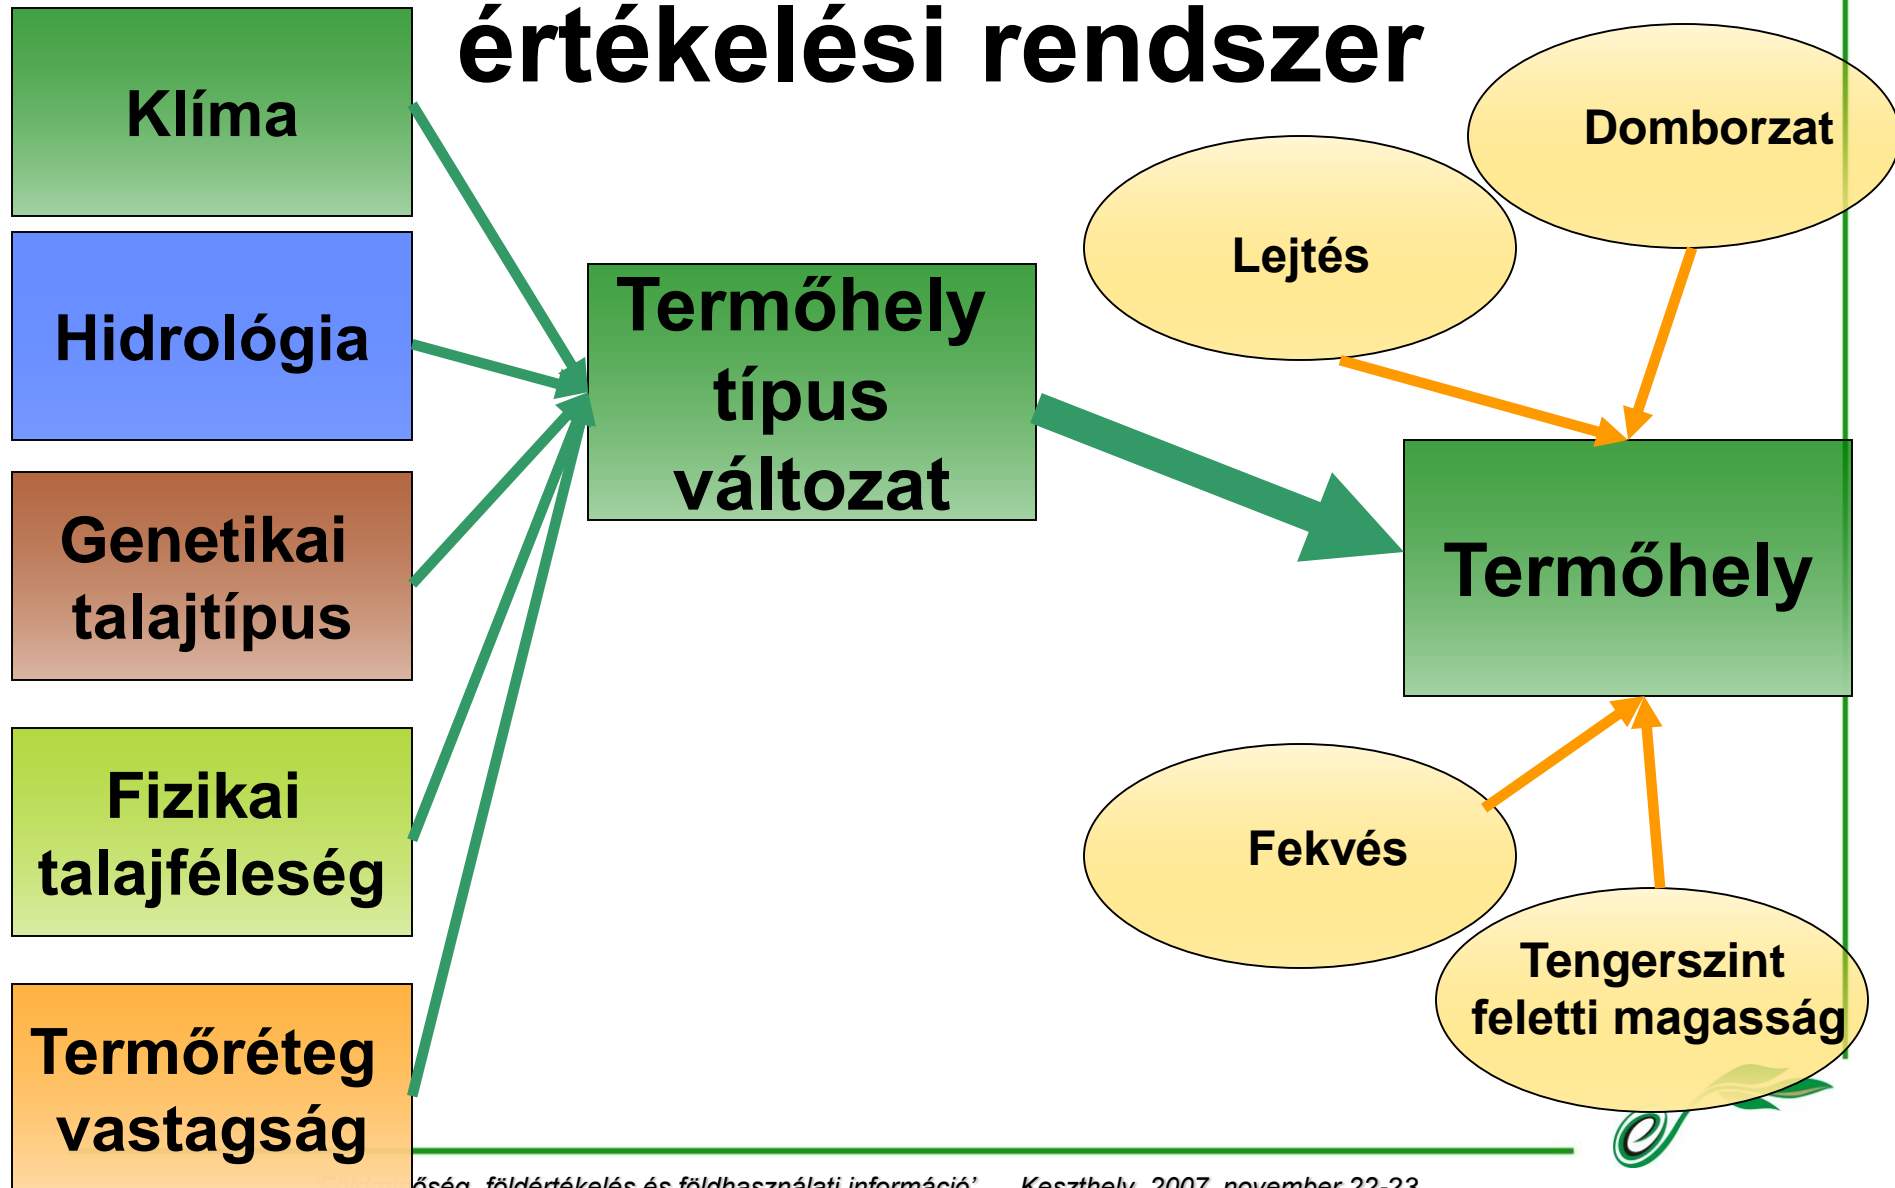 értékelési rendszer
Klíma
Hidrológia
Genetikai
talajtípus
Fizikai
talajféleség
Termőréteg
vastagság
Termőhely
típus
változat
Domborzat
Lejtés
Termőhely
Fekvés
Tengerszint
feletti magasság
földértékelés és földhasználati információ’ Keszthely, 2007. november 22-23.